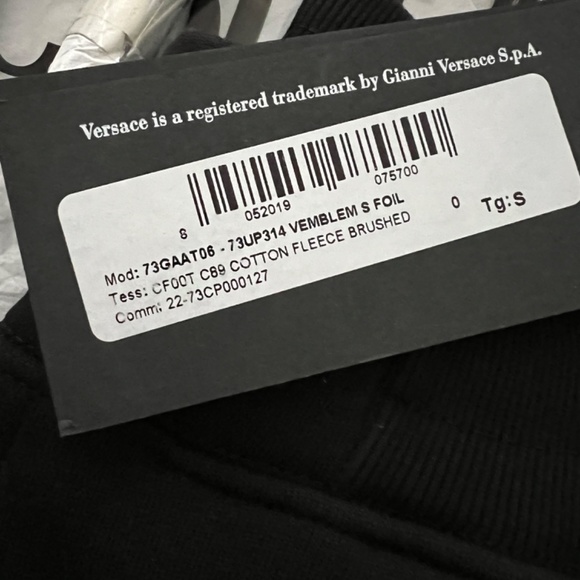 Versace is a registered trademark by Gianni Versace S.p.A.
8 052019 075700
Mod: 73GAAT06 - 73UP314 VEMBLEM S FOIL
Tess: CF00T C89 COTTON FLEECE BRUSHED 0 Tg: S
Comm: 22-73CP000127